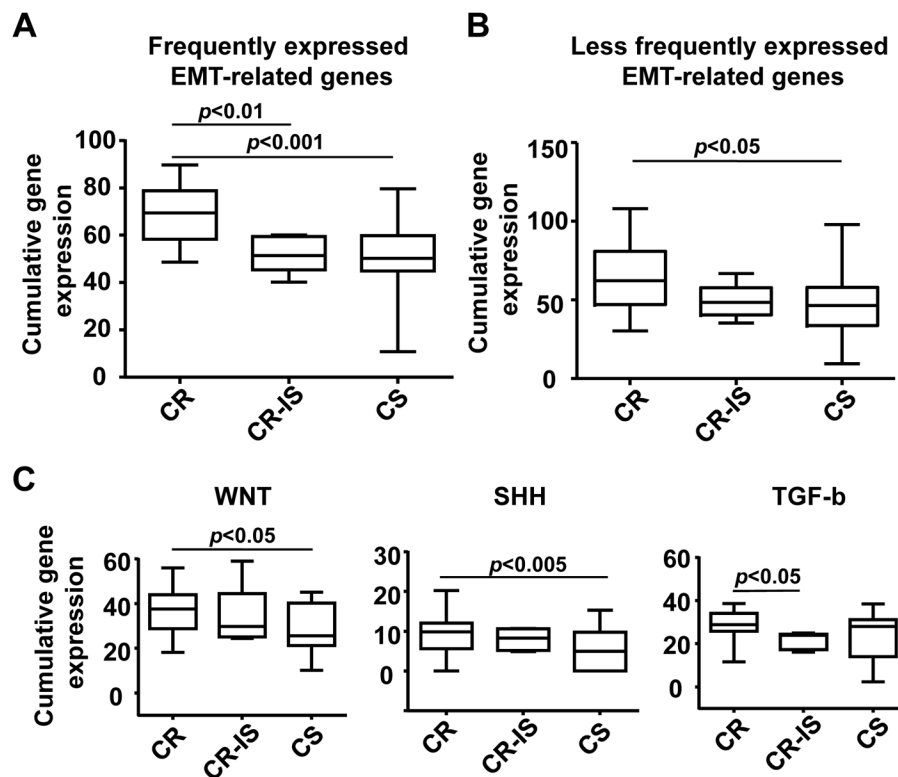 A
Frequently expressed
EMT-related genes
p<0.01
p<0.001
Cumulative gene
expression
100
80
60
40
20
0
CR
CR-IS
CS
B
Less frequently expressed
EMT-related genes
p<0.05
Cumulative gene
expression
150
100
50
0
CR
CR-IS
CS
C
WNT
p<0.05
Cumulative gene
expression
60
40
20
0
CR
CR-IS
CS
SHH
p<0.005
30
20
10
0
CR
CR-IS
CS
TGF-b
p<0.05
60
40
20
0
CR
CR-IS
CS